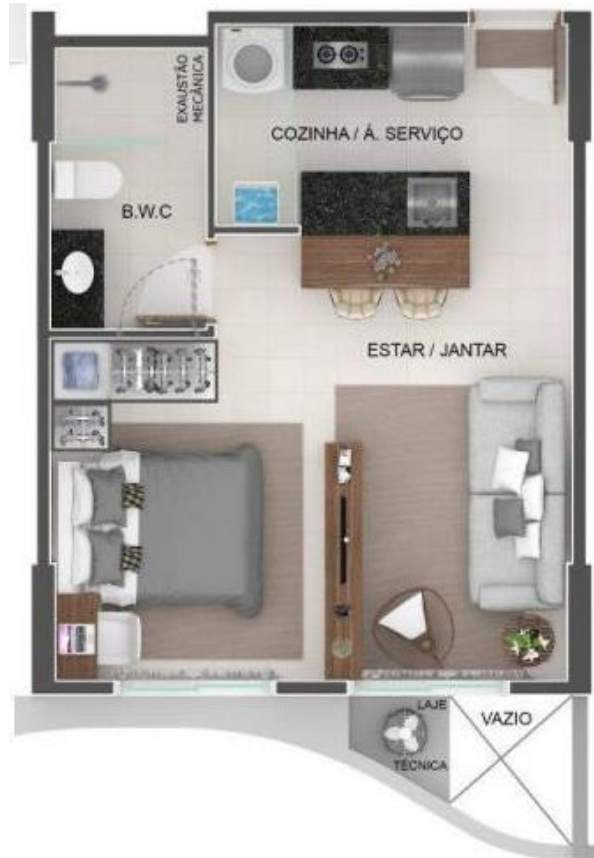 EXAUSTÃO
MECÂNICA
COZINHA / Á. SERVIÇO
B.W.C
ESTAR / JANTAR
LAJE
TÉCNICA
VAZIO